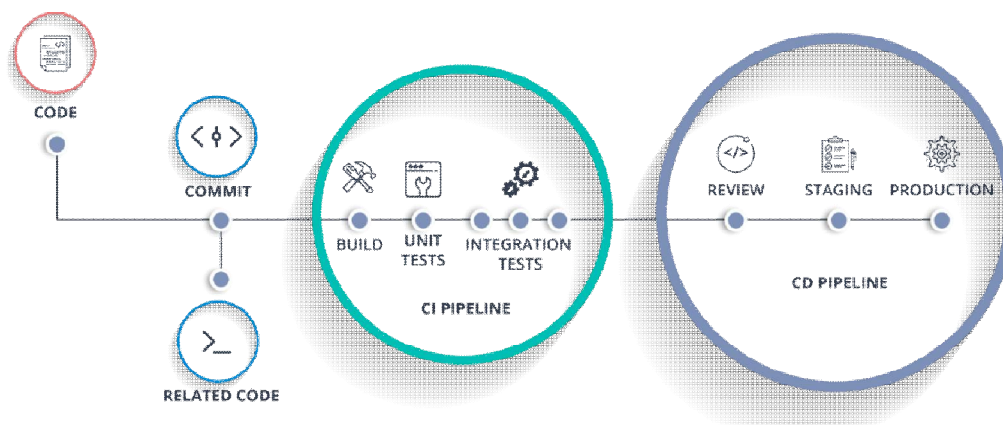 CODE
COMMIT
RELATED CODE
BUILD
UNIT
TESTS
INTEGRATION
TESTS
CI PIPELINE
REVIEW
STAGING
PRODUCTION
CD PIPELINE